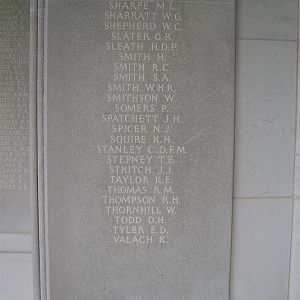 SHARPE M.L.
SHARRATT W.G.
SHEPHERD W.C.
SLATER G.R.
SLEATH H.D.P.
SMITH H.
SMITH R.C.
SMITH S.A.
SMITH W.H.R.
SMITHSON W.
SOMERS P.
SPATCHETT J.H.
SPICER N.J.
SQUIRE K.H.
STANLEY C., D.F.M.
STEPNEY T.E.
STRITCH J.J.
TAYLOR K.E.
THOMAS R.M.
THOMPSON R.H.
THORNHILL W.
TODD D.H.
TYLER E.D.
VALACH K.